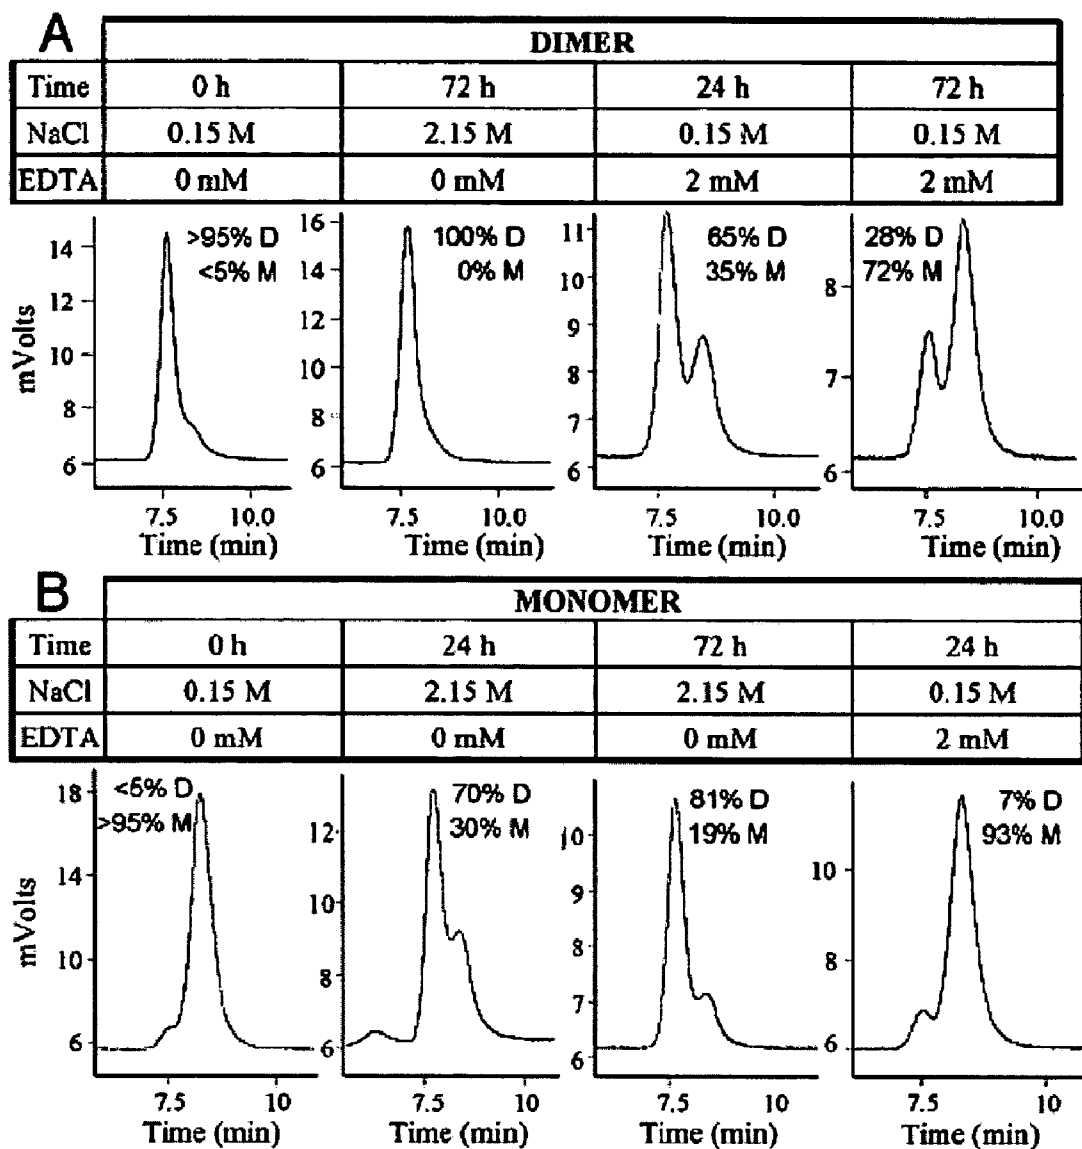 A
DIMER
Time 0 h 72 h 24 h 72 h
NaCl 0.15 M 2.15 M 0.15 M 0.15 M
EDTA 0 mM 0 mM 2 mM 2 mM
>95% D 100% D 65% D 28% D
<5% M 0% M 35% M 72% M
mVolts
14 12 10 8 6
16 14 12 10 8 6
11 10 9 8 7 6
8 7 6
7.5 10.0 7.5 10.0 7.5 10.0 7.5 10.0
Time (min) Time (min) Time (min) Time (min)
B
MONOMER
Time 0 h 24 h 72 h 24 h
NaCl 0.15 M 2.15 M 2.15 M 0.15 M
EDTA 0 mM 0 mM 0 mM 2 mM
<5% D 70% D 81% D 7% D
>95% M 30% M 19% M 93% M
mVolts
18 14 10 6
12 10 8 6
10 9 8 7 6
10 8 6
7.5 10 7.5 10 7.5 10 7.5 10
Time (min) Time (min) Time (min) Time (min)